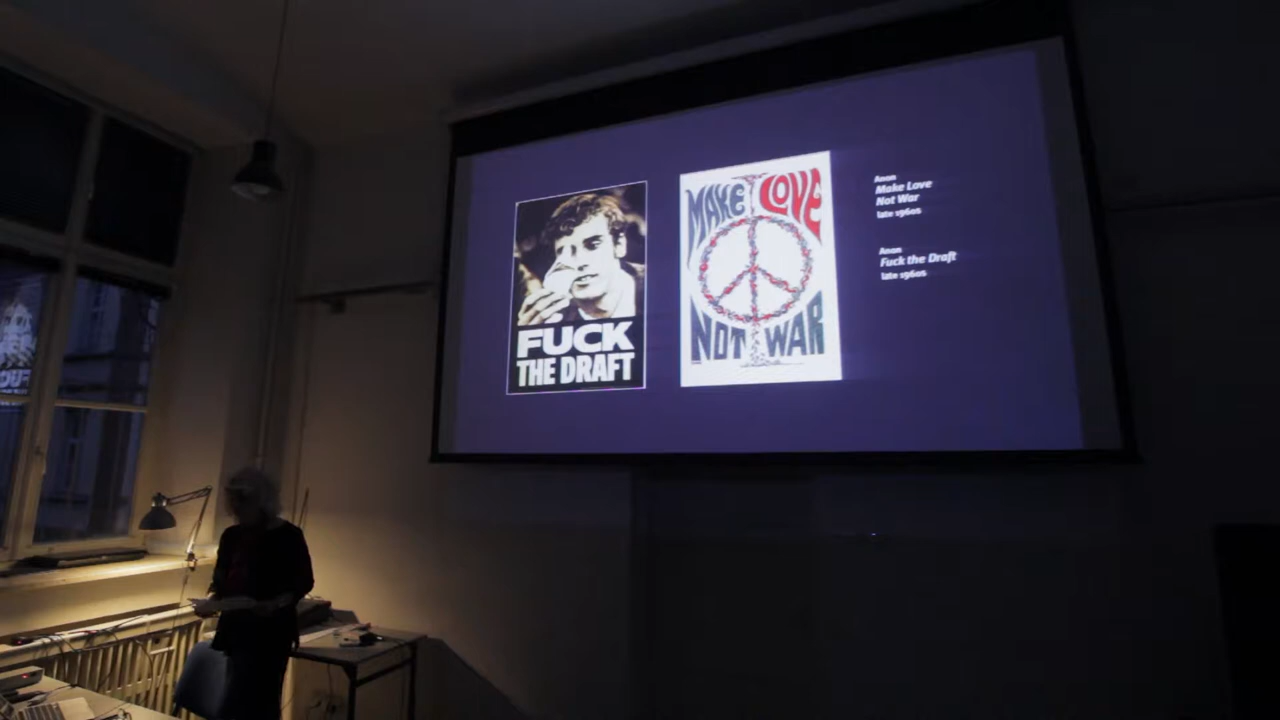 FUCK
THE DRAFT
MAKE LOVE
NOT WAR
Anon
Make Love
Not War
late 1960s
Anon
Fuck the Draft
late 1960s